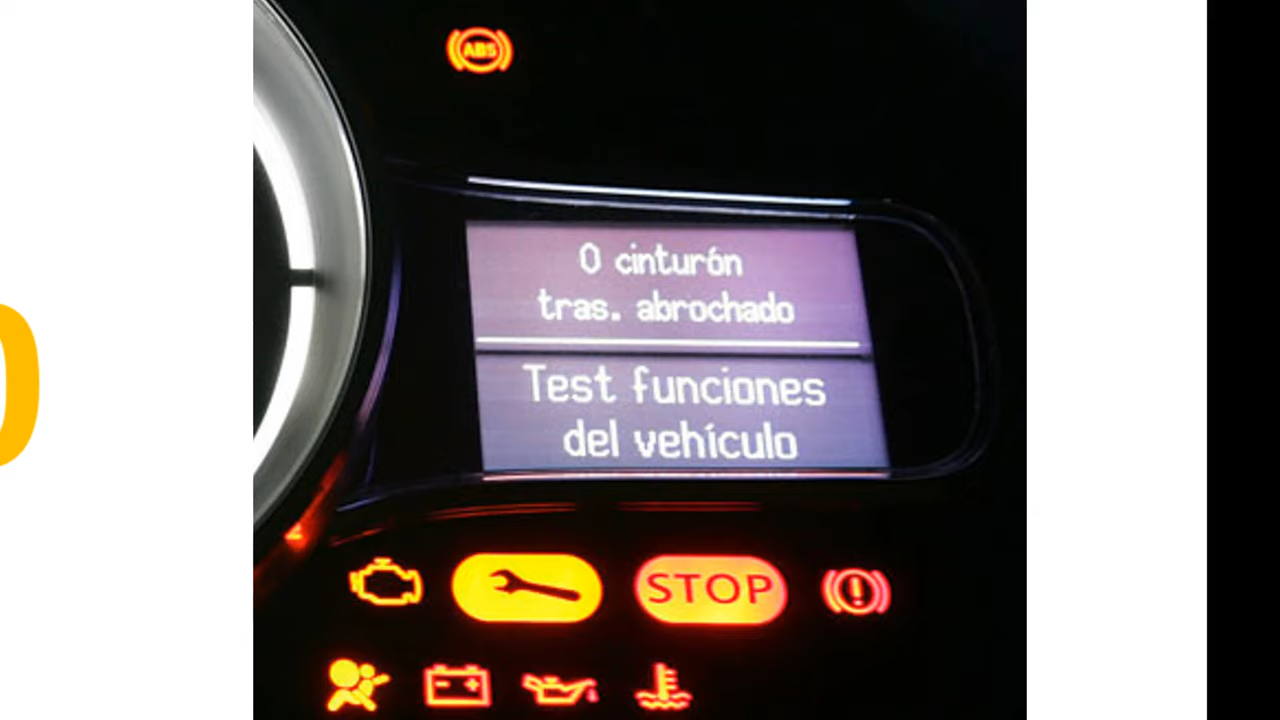 ABS
0 cinturón
tras. abrochado
Test funciones
del vehículo
STOP